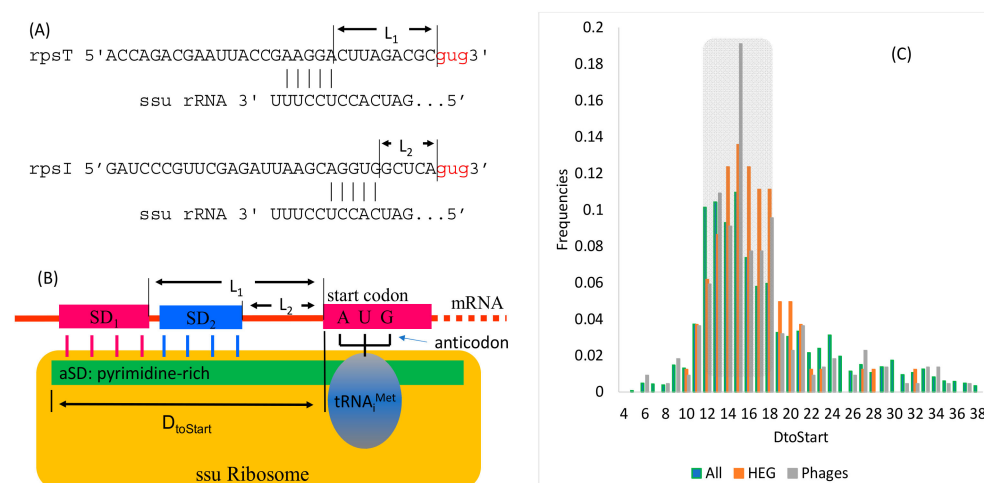 (A)
L1
rpsT 5'ACCAGACGAAUUACCGAAGGACUUAGACGCgug3'
ssu rRNA 3' UUUCCUCCACUAG...5'
L2
rpsI 5'GAUCCCGUUCGAGAUUAAGCAGGUGGCUCAgug3'
ssu rRNA 3' UUUCCUCCACUAG...5'
(B)
L1
L2
start codon
mRNA
SD1
SD2
A U G
anticodon
aSD: pyrimidine-rich
tRNAiMet
DtoStart
ssu Ribosome
(C)
Frequencies
0.2
0.18
0.16
0.14
0.12
0.1
0.08
0.06
0.04
0.02
0
4 6 8 10 12 14 16 18 20 22 24 26 28 30 32 34 36 38
DtoStart
All HEG Phages